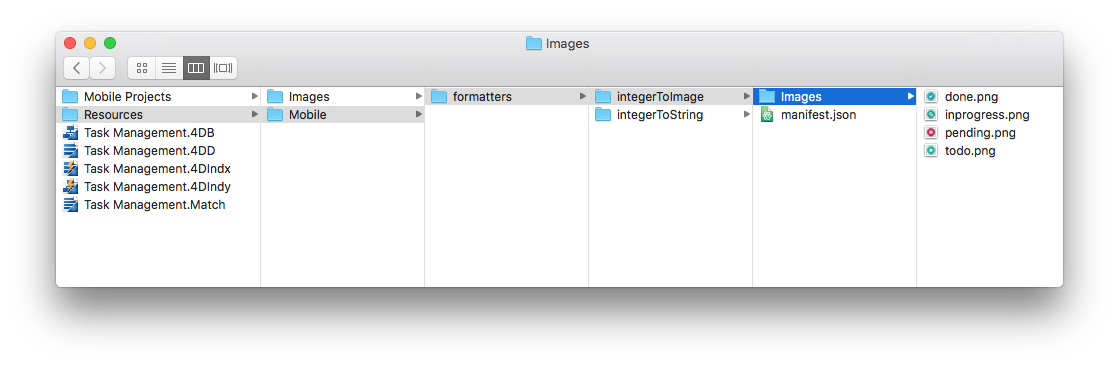 Images
Mobile Projects
Resources
Task Management.4DB
Task Management.4DD
Task Management.4DIndx
Task Management.4DIndy
Task Management.Match
Images
Mobile
formatters
integerToImage
integerToString
Images
manifest.json
done.png
inprogress.png
pending.png
todo.png